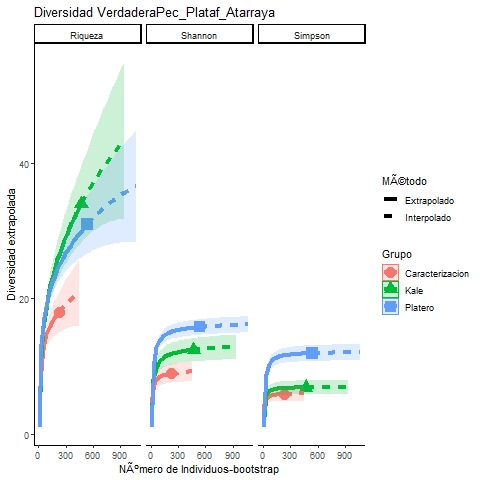 Diversidad VerdaderaPec_Plataf_Atarraya
Riqueza
Shannon
Simpson
Diversidad extrapolada
0
20
40
0 300 600 900
0 300 600 900
0 300 600 900
NÃºmero de Individuos-bootstrap
MÃ©todo
Extrapolado
Interpolado
Grupo
Caracterizacion
Kale
Platero